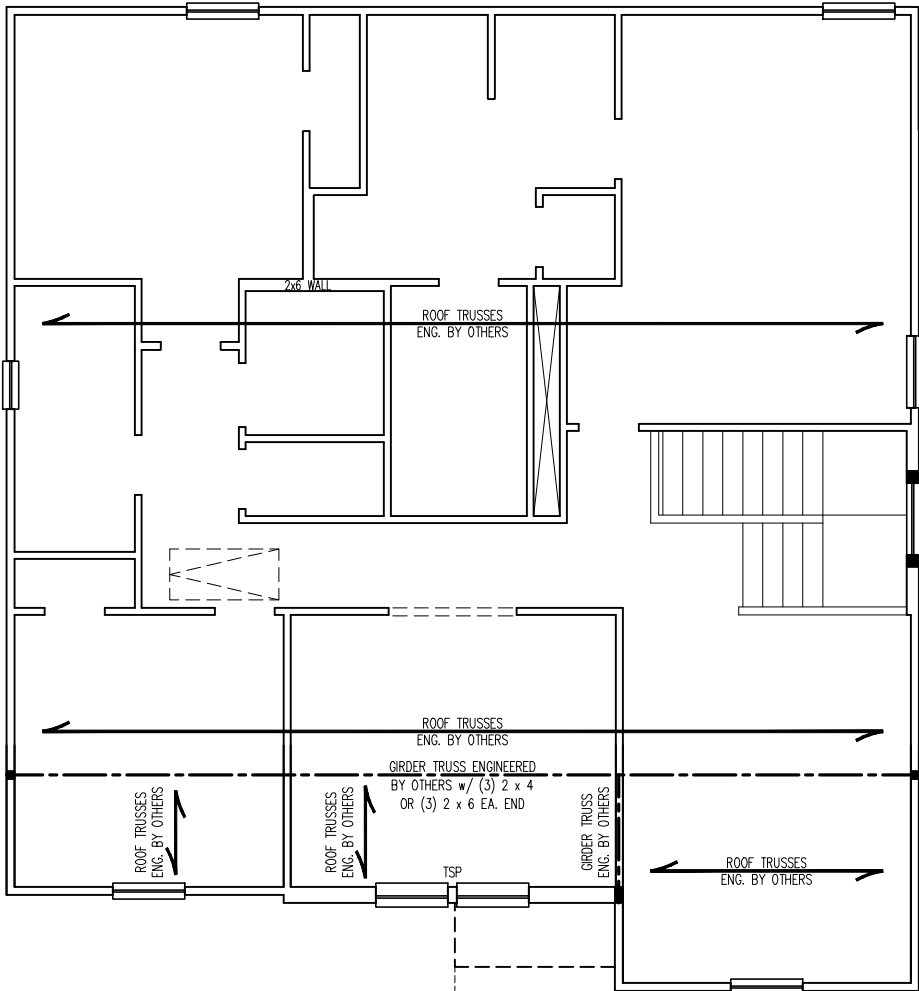 2x6 WALL
ROOF TRUSSES
ENG. BY OTHERS
ROOF TRUSSES
ENG. BY OTHERS
GIRDER TRUSS ENGINEERED
BY OTHERS w/ (3) 2 x 4
OR (3) 2 x 6 EA. END
ROOF TRUSSES
ENG. BY OTHERS
ROOF TRUSSES
ENG. BY OTHERS
GIRDER TRUSS
ENG. BY OTHERS
TSP
ROOF TRUSSES
ENG. BY OTHERS